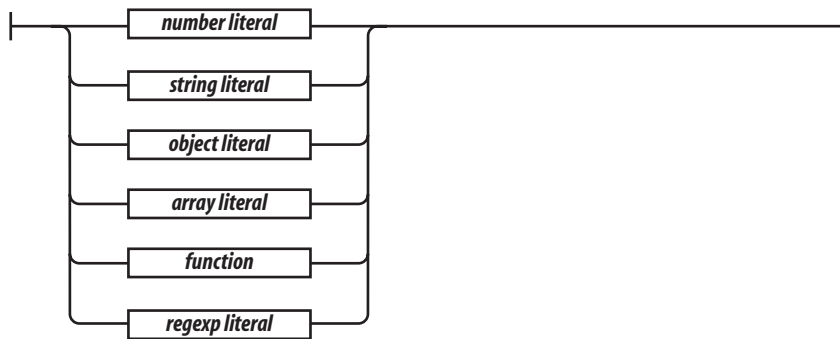 number literal
string literal
object literal
array literal
function
regexp literal